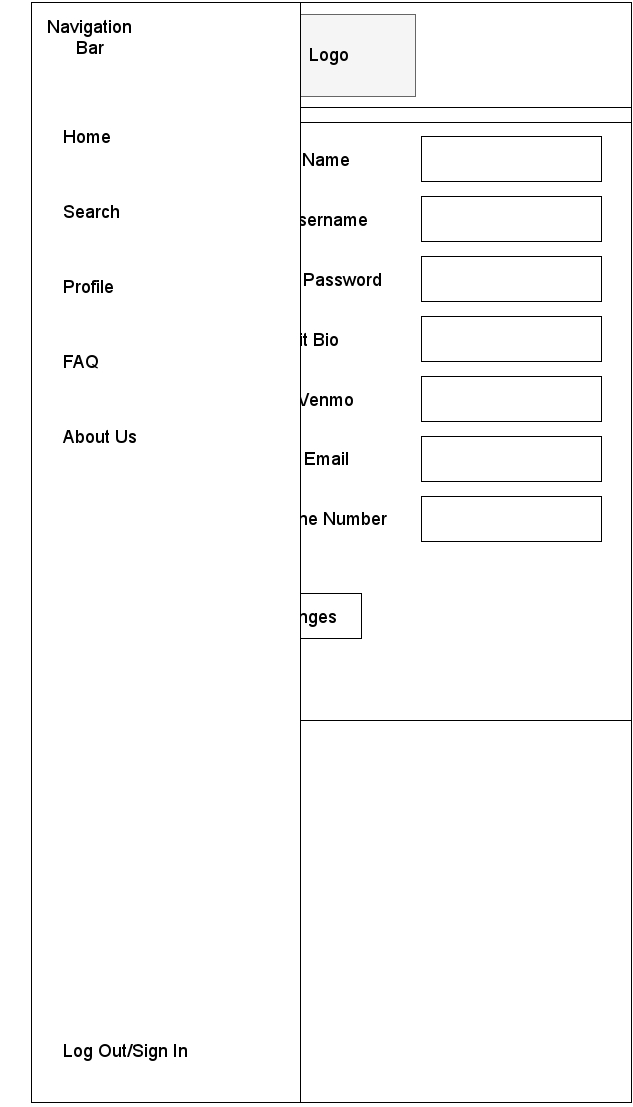 Navigation
Bar
Logo
Home
Name
Search
sername
Profile
Password
it Bio
FAQ
Venmo
About Us
Email
ne Number
nges
Log Out/Sign In